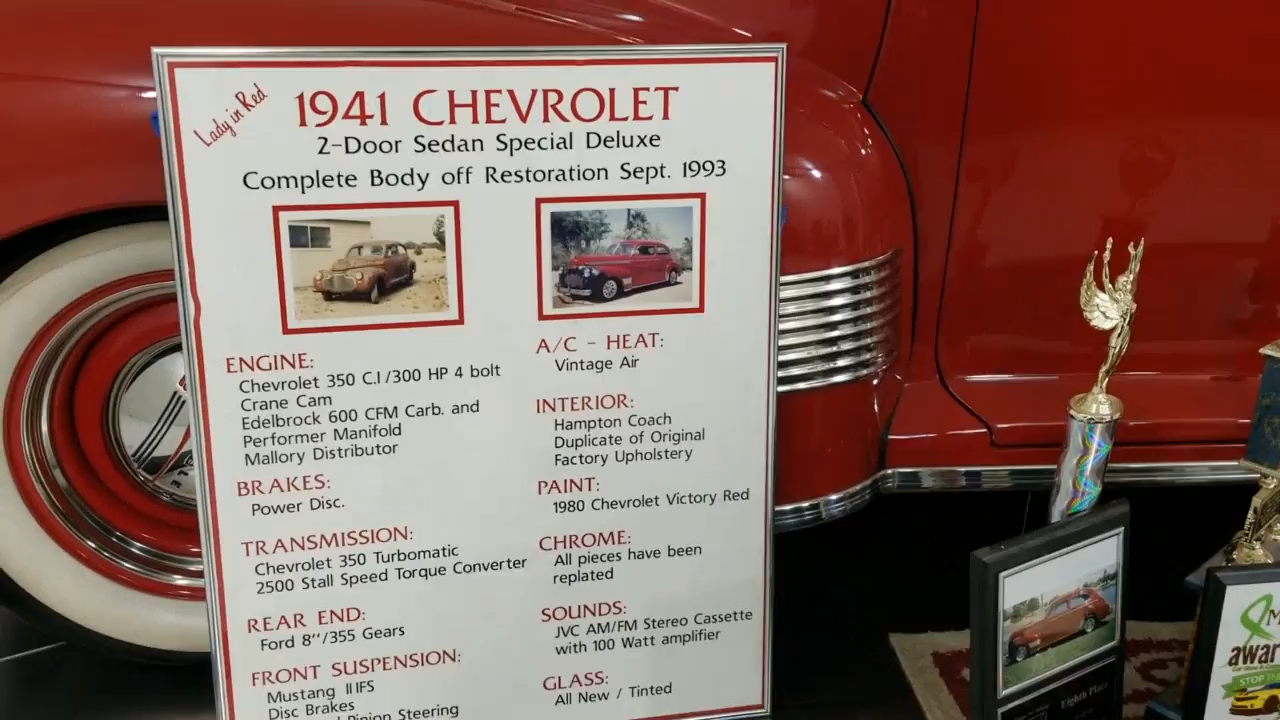 Lady in Red
1941 CHEVROLET
2-Door Sedan Special Deluxe
Complete Body off Restoration Sept. 1993
ENGINE:
Chevrolet 350 C.I /300 HP 4 bolt
Crane Cam
Edelbrock 600 CFM Carb. and
Performer Manifold
Mallory Distributor
BRAKES:
Power Disc.
TRANSMISSION:
Chevrolet 350 Turbomatic
2500 Stall Speed Torque Converter
REAR END:
Ford 8''/355 Gears
FRONT SUSPENSION:
Mustang II IFS
Disc Brakes
Pinion Steering
A/C - HEAT:
Vintage Air
INTERIOR:
Hampton Coach
Duplicate of Original
Factory Upholstery
PAINT:
1980 Chevrolet Victory Red
CHROME:
All pieces have been
replated
SOUNDS:
JVC AM/FM Stereo Cassette
with 100 Watt amplifier
GLASS:
All New / Tinted
Eighth Place
STOP